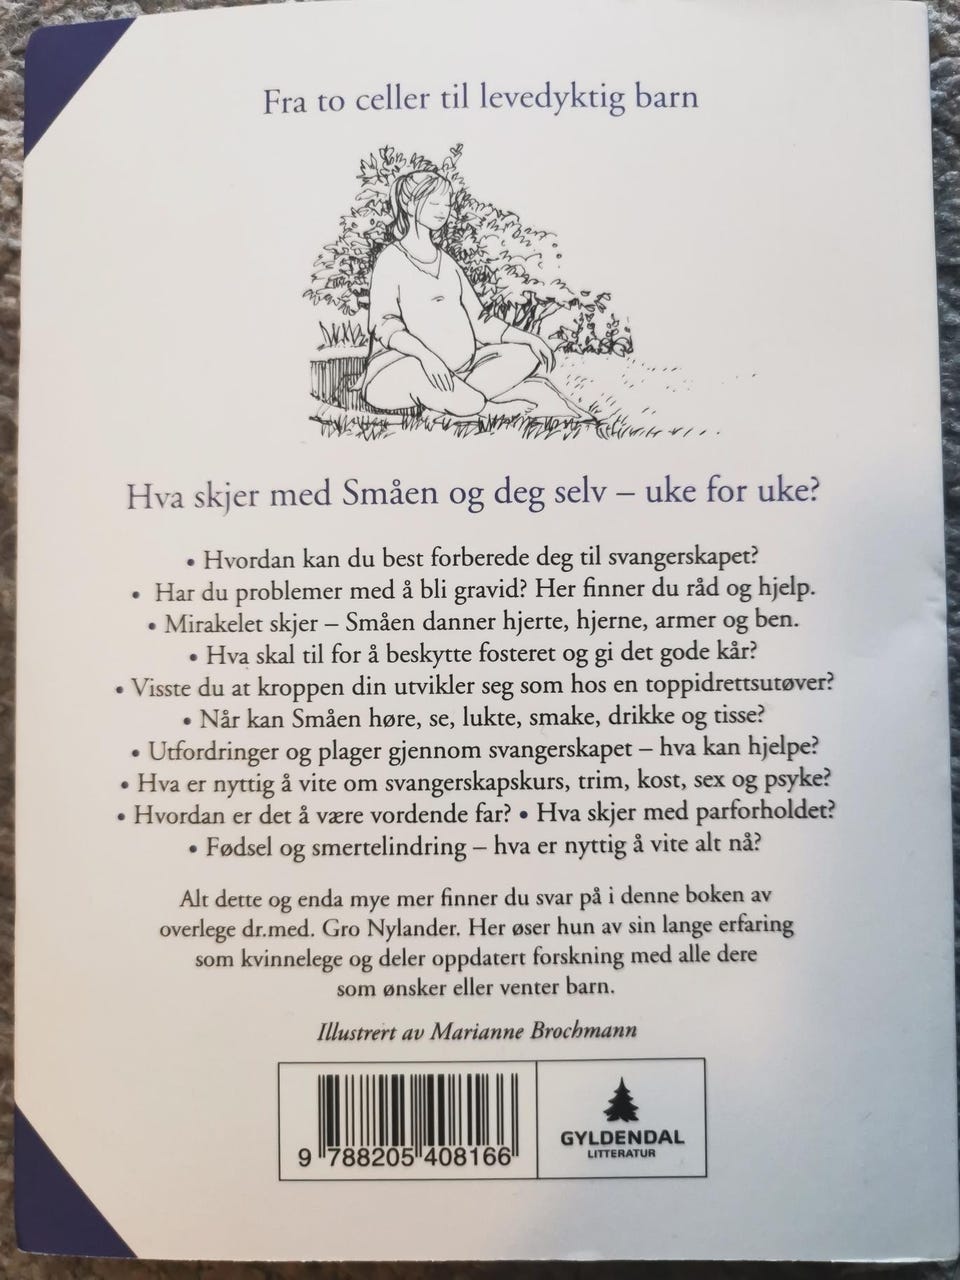 Fra to celler til levedyktig barn
Hva skjer med Småen og deg selv – uke for uke?
• Hvordan kan du best forberede deg til svangerskapet?
• Har du problemer med å bli gravid? Her finner du råd og hjelp.
• Mirakelet skjer – Småen danner hjerte, hjerne, armer og ben.
• Hva skal til for å beskytte fosteret og gi det gode kår?
• Visste du at kroppen din utvikler seg som hos en toppidrettsutøver?
• Når kan Småen høre, se, lukte, smake, drikke og tisse?
• Utfordringer og plager gjennom svangerskapet – hva kan hjelpe?
• Hva er nyttig å vite om svangerskapskurs, trim, kost, sex og psyke?
• Hvordan er det å være vordende far? • Hva skjer med parforholdet?
• Fødsel og smertelindring – hva er nyttig å vite alt nå?
Alt dette og enda mye mer finner du svar på i denne boken av
overlege dr.med. Gro Nylander. Her øser hun av sin lange erfaring
som kvinnelege og deler oppdatert forskning med alle dere
som ønsker eller venter barn.
Illustrert av Marianne Brochmann
9 788205 408166
GYLDENDAL
LITTERATUR